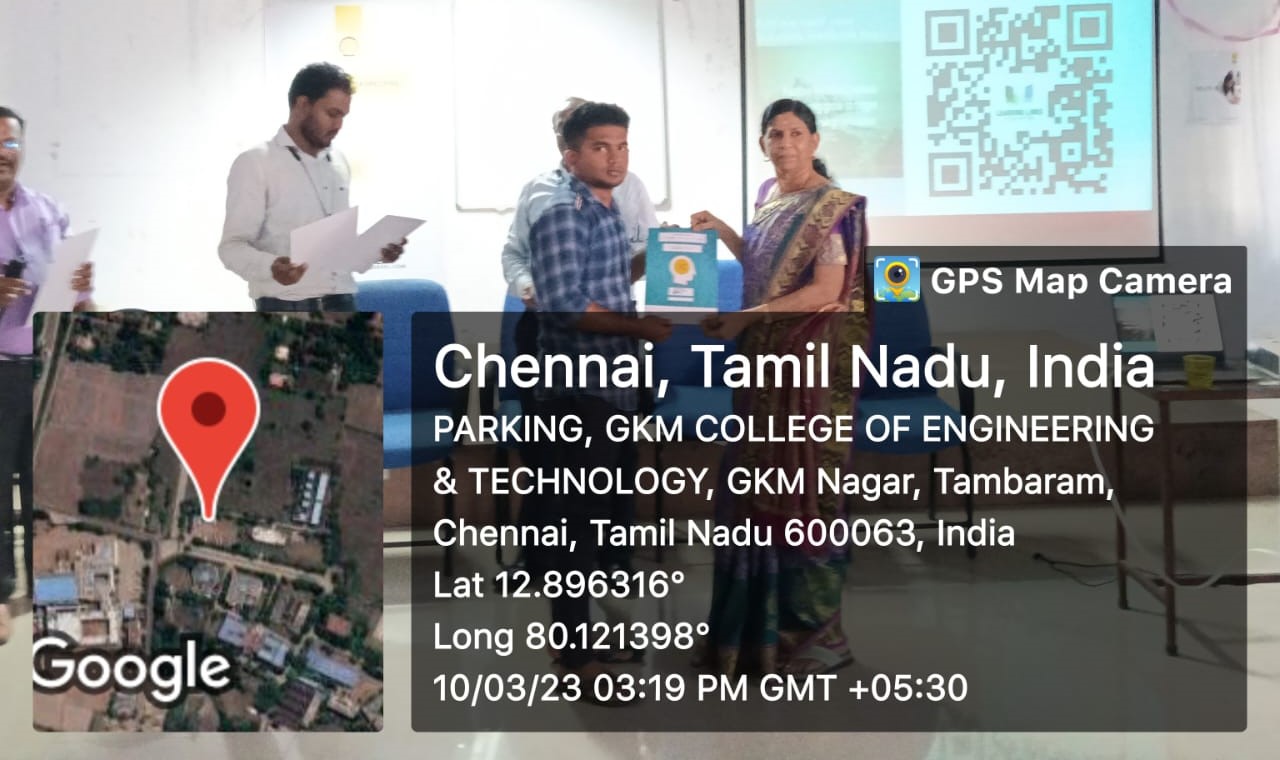 GPS Map Camera
Chennai, Tamil Nadu, India
PARKING, GKM COLLEGE OF ENGINEERING
& TECHNOLOGY, GKM Nagar, Tambaram,
Chennai, Tamil Nadu 600063, India
Lat 12.896316°
Long 80.121398°
10/03/23 03:19 PM GMT +05:30
Google